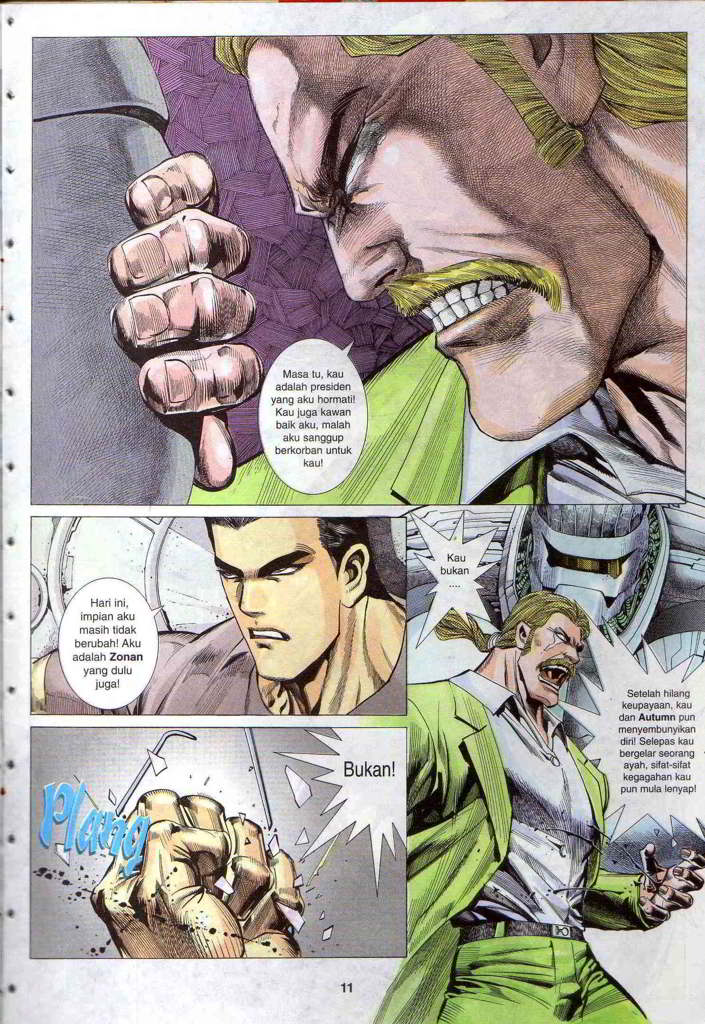 Masa tu, kau
adalah presiden
yang aku hormati!
Kau juga kawan
baik aku, malah
aku sanggup
berkorban untuk
kau!
Hari ini,
impian aku
masih tidak
berubah! Aku
adalah Zonan
yang dulu
juga!
Kau
bukan
....
Setelah hilang
keupayaan, kau
dan Autumn pun
menyembunyikan
diri! Selepas kau
bergelar seorang
ayah, sifat-sifat
kegagahan kau
pun mula lenyap!
Bukan!
Plang
11